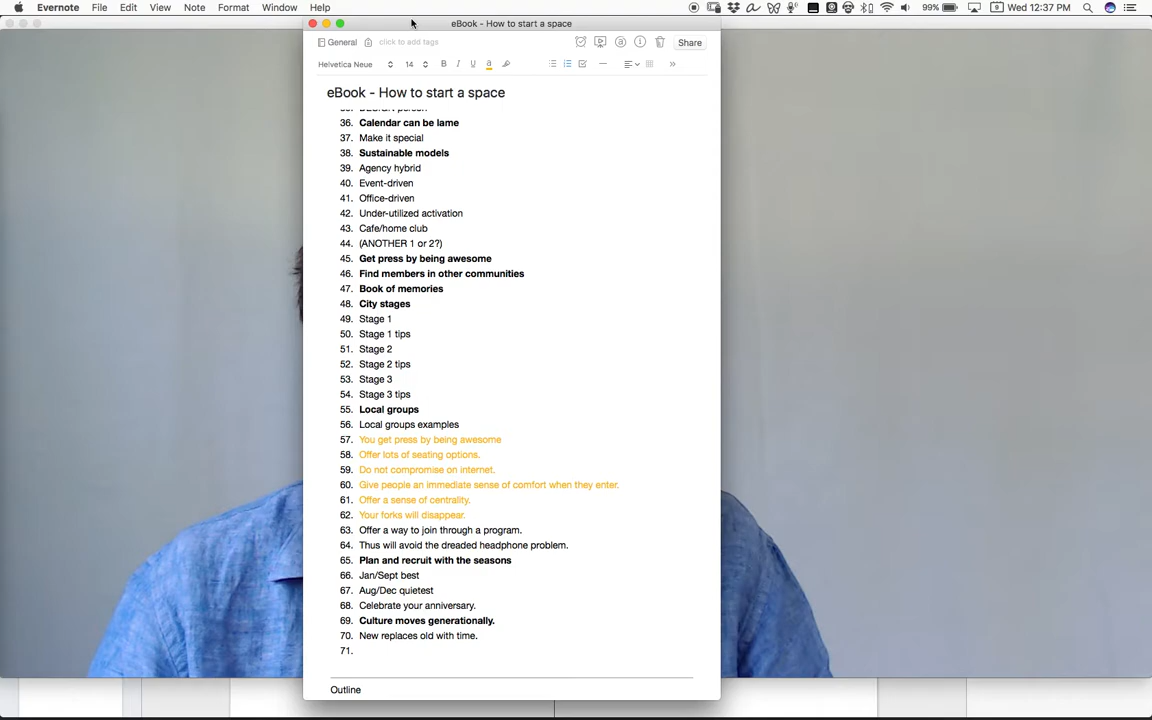 Evernote File Edit View Note Format Window Help 99% 9 Wed 12:37 PM
eBook - How to start a space
General click to add tags Share
Helvetica Neue 14 B I U a
eBook - How to start a space
36. Calendar can be lame
37. Make it special
38. Sustainable models
39. Agency hybrid
40. Event-driven
41. Office-driven
42. Under-utilized activation
43. Cafe/home club
44. (ANOTHER 1 or 2?)
45. Get press by being awesome
46. Find members in other communities
47. Book of memories
48. City stages
49. Stage 1
50. Stage 1 tips
51. Stage 2
52. Stage 2 tips
53. Stage 3
54. Stage 3 tips
55. Local groups
56. Local groups examples
57. You get press by being awesome
58. Offer lots of seating options.
59. Do not compromise on internet.
60. Give people an immediate sense of comfort when they enter.
61. Offer a sense of centrality.
62. Your forks will disappear.
63. Offer a way to join through a program.
64. Thus will avoid the dreaded headphone problem.
65. Plan and recruit with the seasons
66. Jan/Sept best
67. Aug/Dec quietest
68. Celebrate your anniversary.
69. Culture moves generationally.
70. New replaces old with time.
71.
Outline